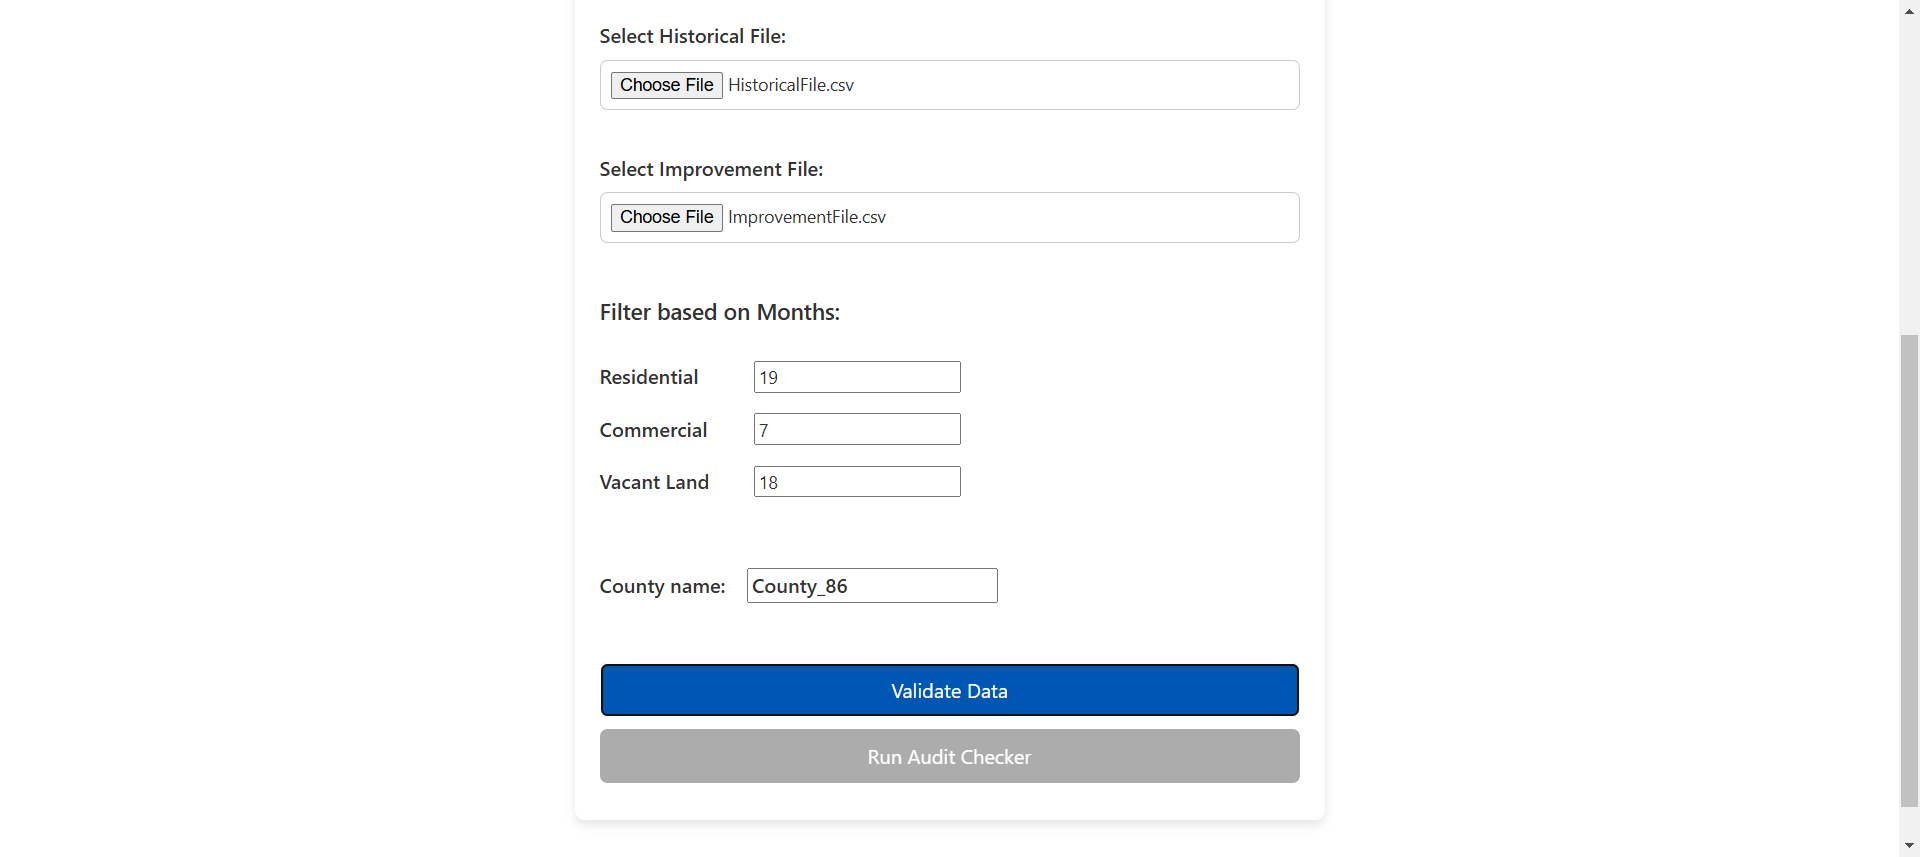 Select Historical File:
Choose File HistoricalFile.csv
Select Improvement File:
Choose File ImprovementFile.csv
Filter based on Months:
Residential 19
Commercial 7
Vacant Land 18
County name: County_86
Validate Data
Run Audit Checker